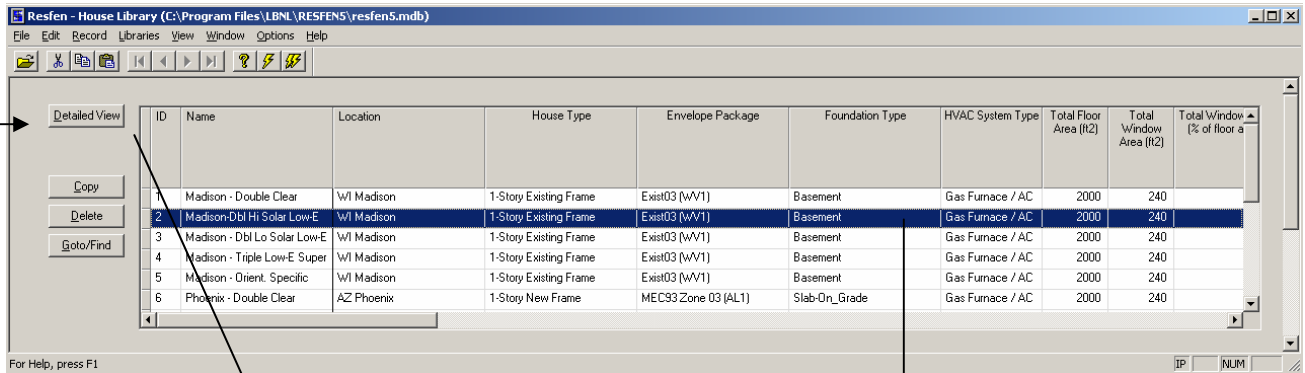 Resfen - House Library (C:\Program Files\LBNL\RESFEN5\resfen5.mdb)
File Edit Record Libraries View Window Options Help
Detailed View
Copy
Delete
Goto/Find
ID Name Location House Type Envelope Package Foundation Type HVAC System Type Total Floor Area (ft2) Total Window Area (ft2) Total Window (% of floor a
1 Madison - Double Clear WI Madison 1-Story Existing Frame Exist03 (WV1) Basement Gas Furnace / AC 2000 240
2 Madison-Dbl Hi Solar Low-E WI Madison 1-Story Existing Frame Exist03 (WV1) Basement Gas Furnace / AC 2000 240
3 Madison - Dbl Lo Solar Low-E WI Madison 1-Story Existing Frame Exist03 (WV1) Basement Gas Furnace / AC 2000 240
4 Madison - Triple Low-E Super WI Madison 1-Story Existing Frame Exist03 (WV1) Basement Gas Furnace / AC 2000 240
5 Madison - Orient. Specific WI Madison 1-Story Existing Frame Exist03 (WV1) Basement Gas Furnace / AC 2000 240
6 Phoenix - Double Clear AZ Phoenix 1-Story New Frame MEC93 Zone 03 (AL1) Slab-On_Grade Gas Furnace / AC 2000 240
For Help, press F1
IP NUM